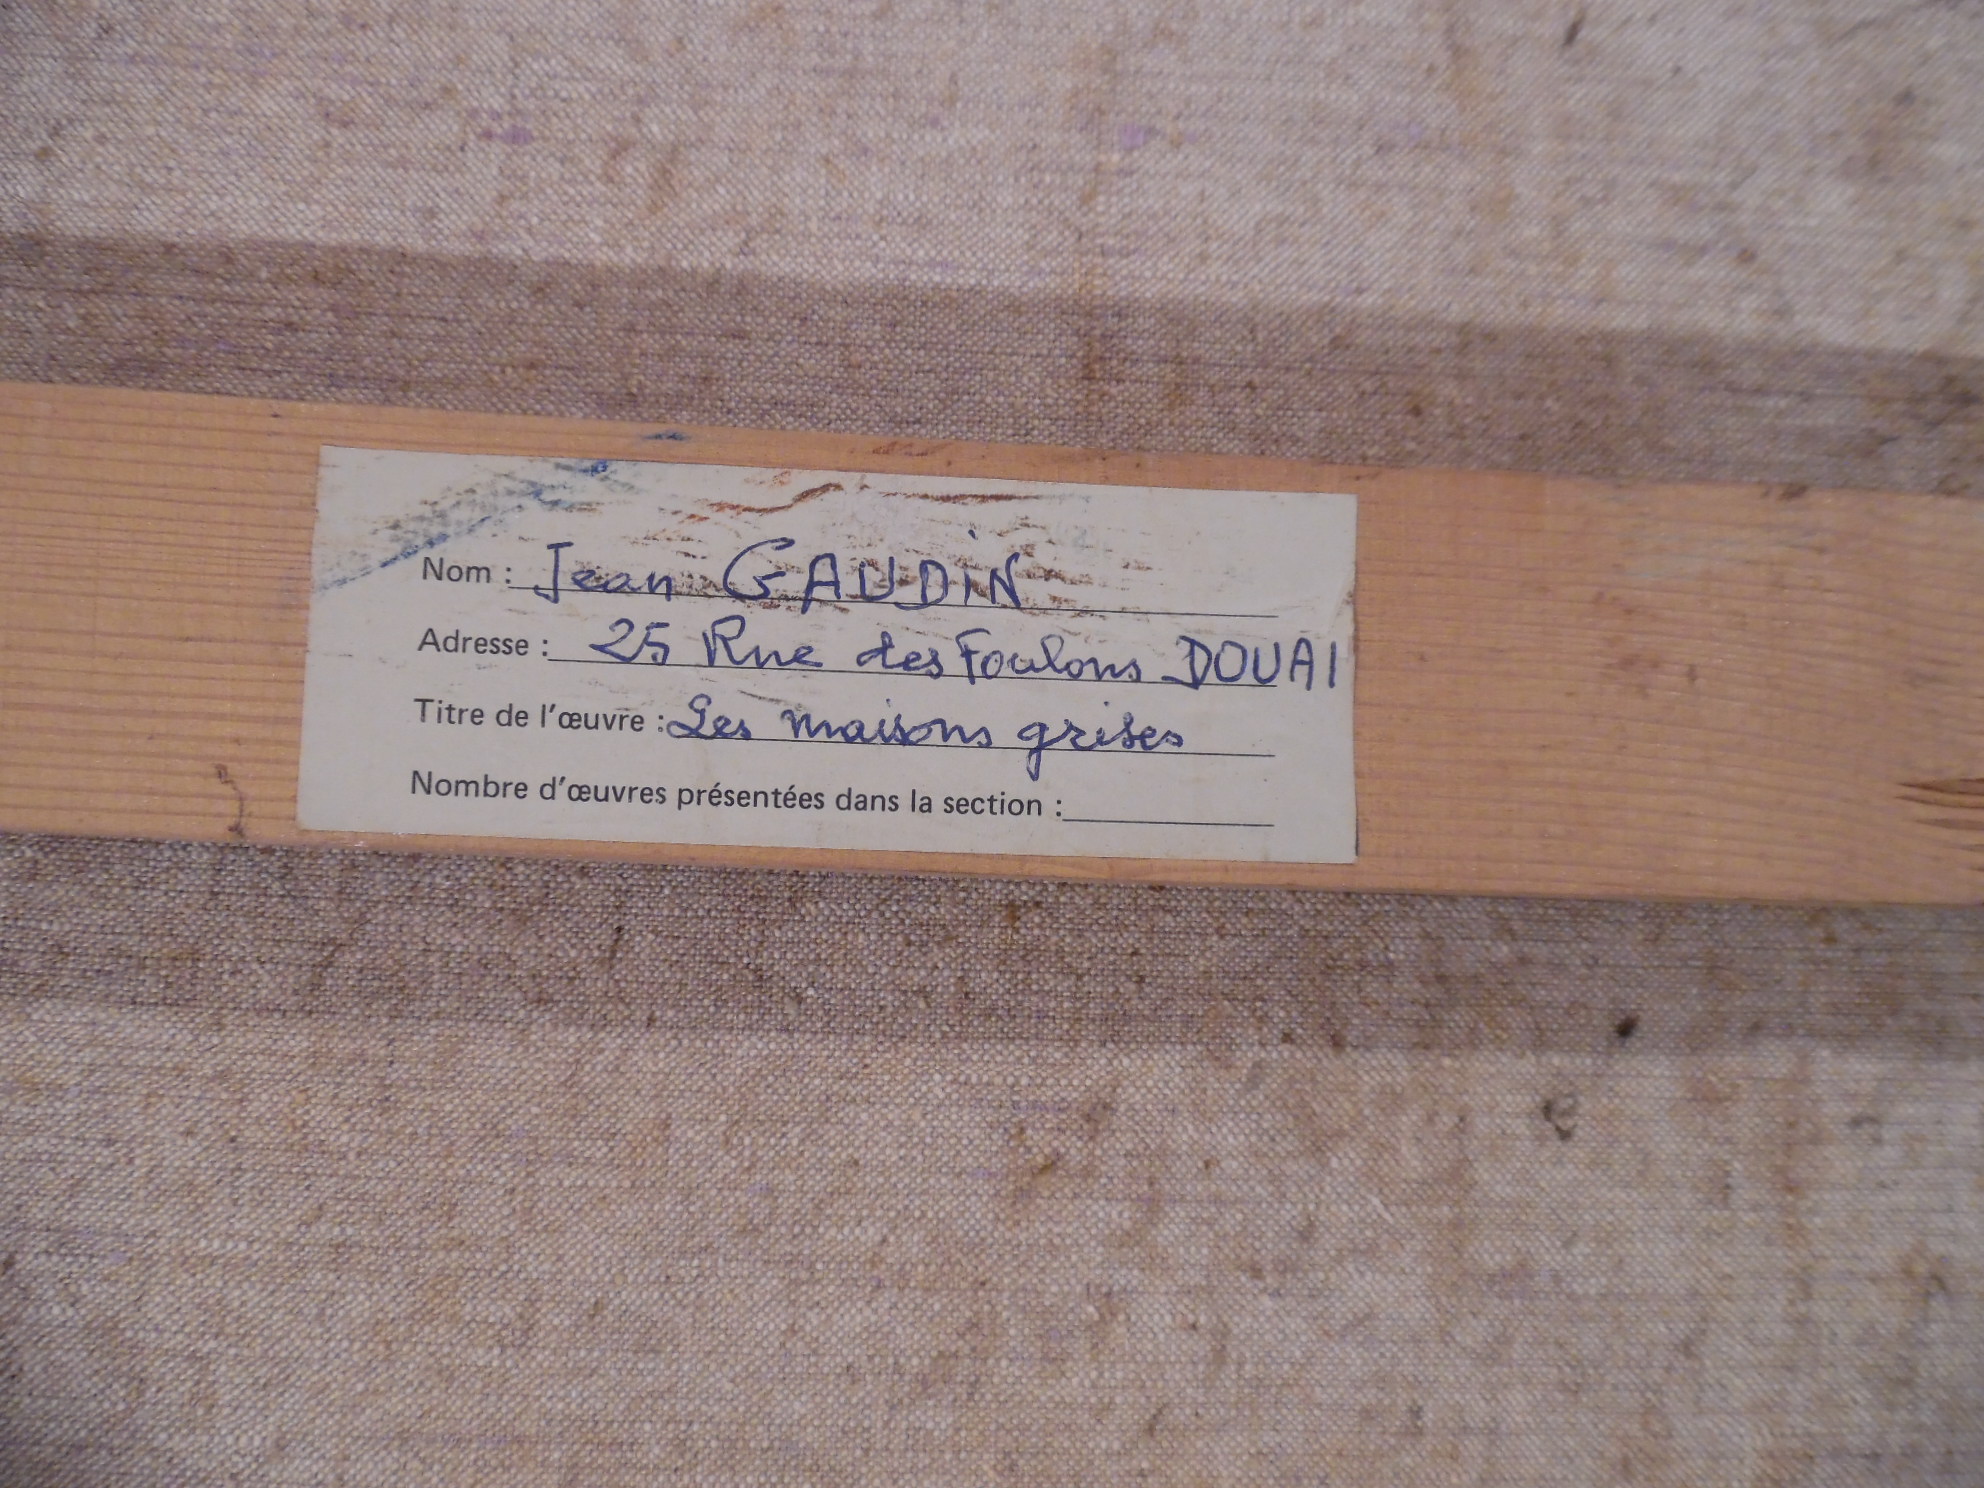 Nom : Jean GAUDIN
Adresse : 25 Rue des Foulons DOUAI
Titre de l'œuvre : Les maisons grises
Nombre d'œuvres présentées dans la section :